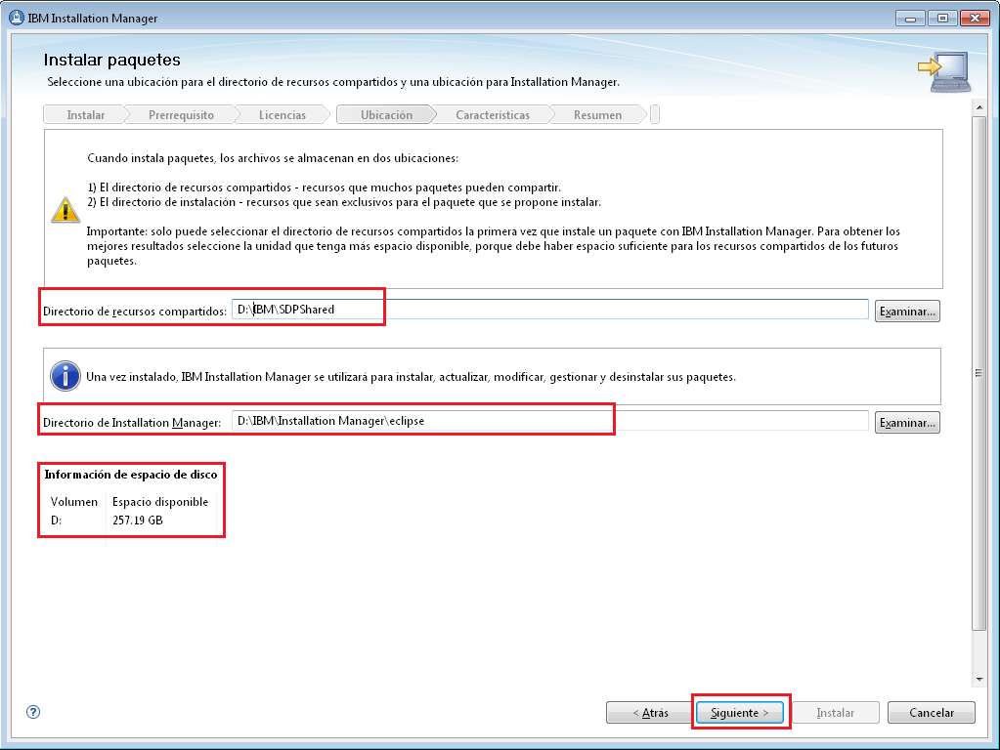 IBM Installation Manager
Instalar paquetes
Seleccione una ubicación para el directorio de recursos compartidos y una ubicación para Installation Manager.
Instalar Prerrequisito Licencias Ubicación Características Resumen
Cuando instala paquetes, los archivos se almacenan en dos ubicaciones:
1) El directorio de recursos compartidos - recursos que muchos paquetes pueden compartir.
2) El directorio de instalación - recursos que sean exclusivos para el paquete que se propone instalar.
Importante: solo puede seleccionar el directorio de recursos compartidos la primera vez que instale un paquete con IBM Installation Manager. Para obtener los
mejores resultados seleccione la unidad que tenga más espacio disponible, porque debe haber espacio suficiente para los recursos compartidos de los futuros
paquetes.
Directorio de recursos compartidos: D:\IBM\SDPShared Examinar...
Una vez instalado, IBM Installation Manager se utilizará para instalar, actualizar, modificar, gestionar y desinstalar sus paquetes.
Directorio de Installation Manager: D:\IBM\Installation Manager\eclipse Examinar...
Información de espacio de disco
Volumen Espacio disponible
D: 257.19 GB
? < Atrás Siguiente > Instalar Cancelar